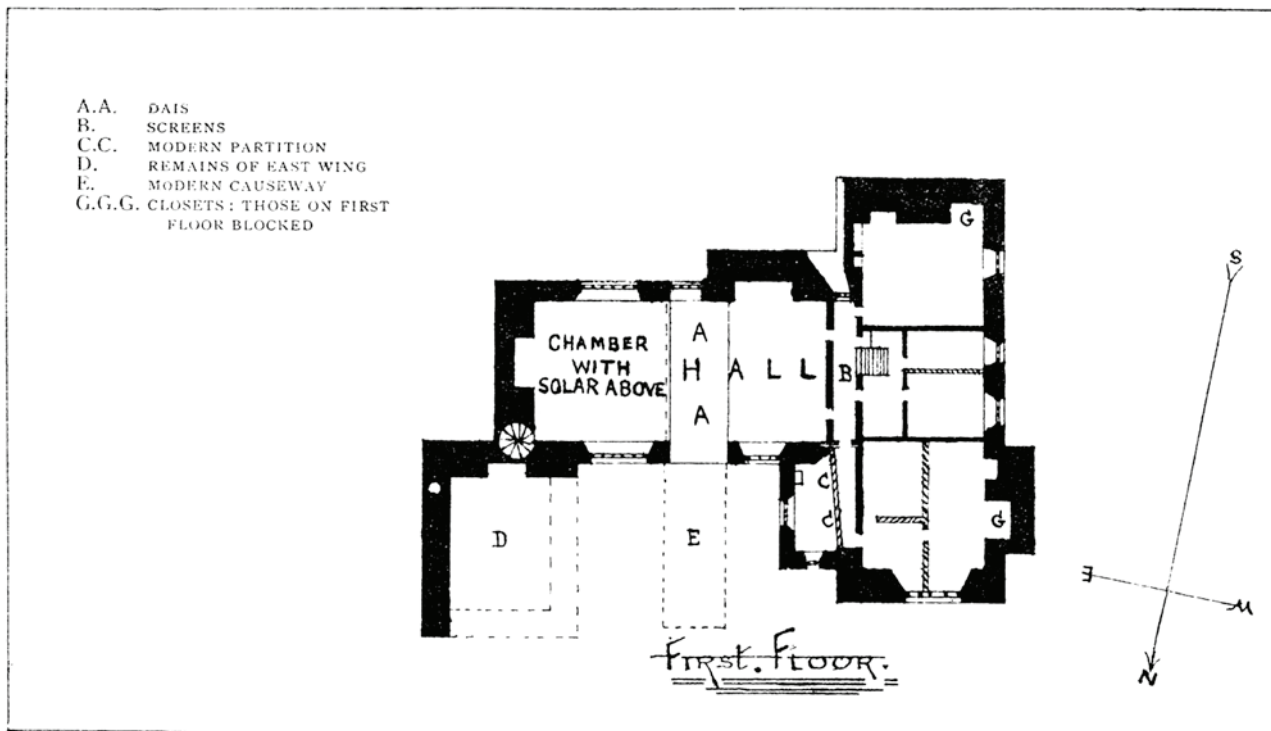 A.A. DAIS
B. SCREENS
C.C. MODERN PARTITION
D. REMAINS OF EAST WING
E. MODERN CAUSEWAY
G.G.G. CLOSETS: THOSE ON FIRST
FLOOR BLOCKED
G
S
CHAMBER
WITH
SOLAR ABOVE
A
HALL
A
B
C
C
D
E
G
E
W
N
FIRST. FLOOR.